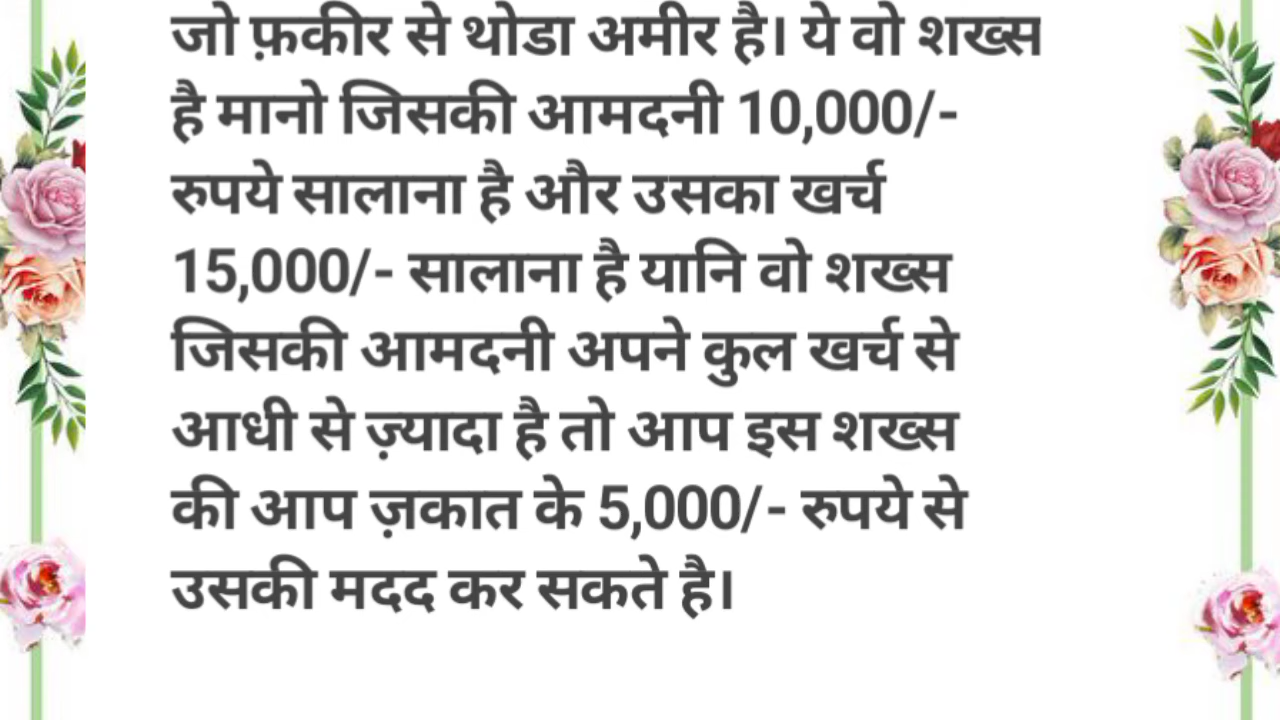 जो फ़कीर से थोडा अमीर है। ये वो शख्स
है मानो जिसकी आमदनी 10,000/-
रुपये सालाना है और उसका खर्च
15,000/- सालाना है यानि वो शख्स
जिसकी आमदनी अपने कुल खर्च से
आधी से ज़्यादा है तो आप इस शख्स
की आप ज़कात के 5,000/- रुपये से
उसकी मदद कर सकते है।